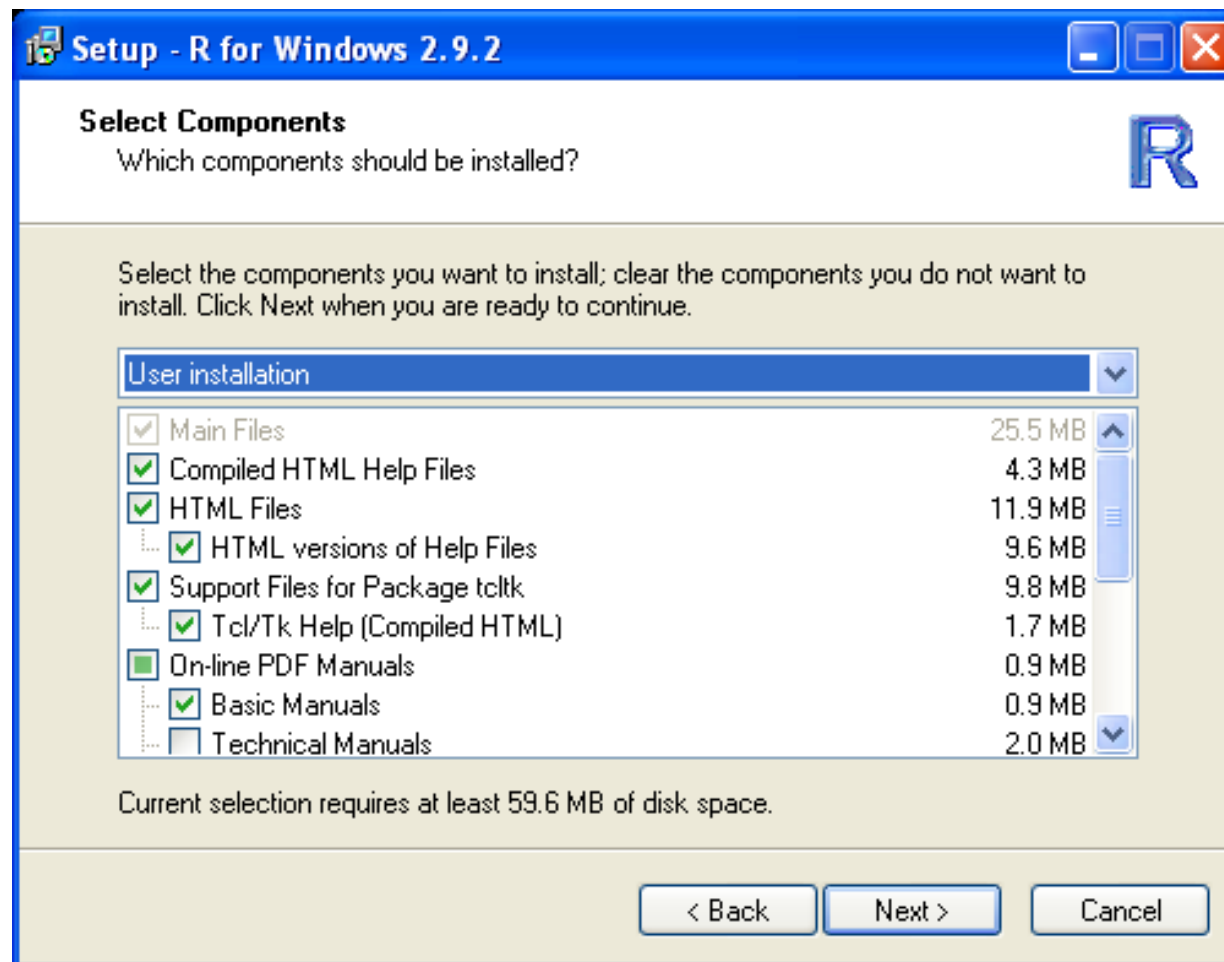 Setup - R for Windows 2.9.2
Select Components
Which components should be installed?
R
Select the components you want to install; clear the components you do not want to
install. Click Next when you are ready to continue.
User installation
Main Files 25.5 MB
Compiled HTML Help Files 4.3 MB
HTML Files 11.9 MB
HTML versions of Help Files 9.6 MB
Support Files for Package tcltk 9.8 MB
Tcl/Tk Help (Compiled HTML) 1.7 MB
On-line PDF Manuals 0.9 MB
Basic Manuals 0.9 MB
Technical Manuals 2.0 MB
Current selection requires at least 59.6 MB of disk space.
< Back Next > Cancel